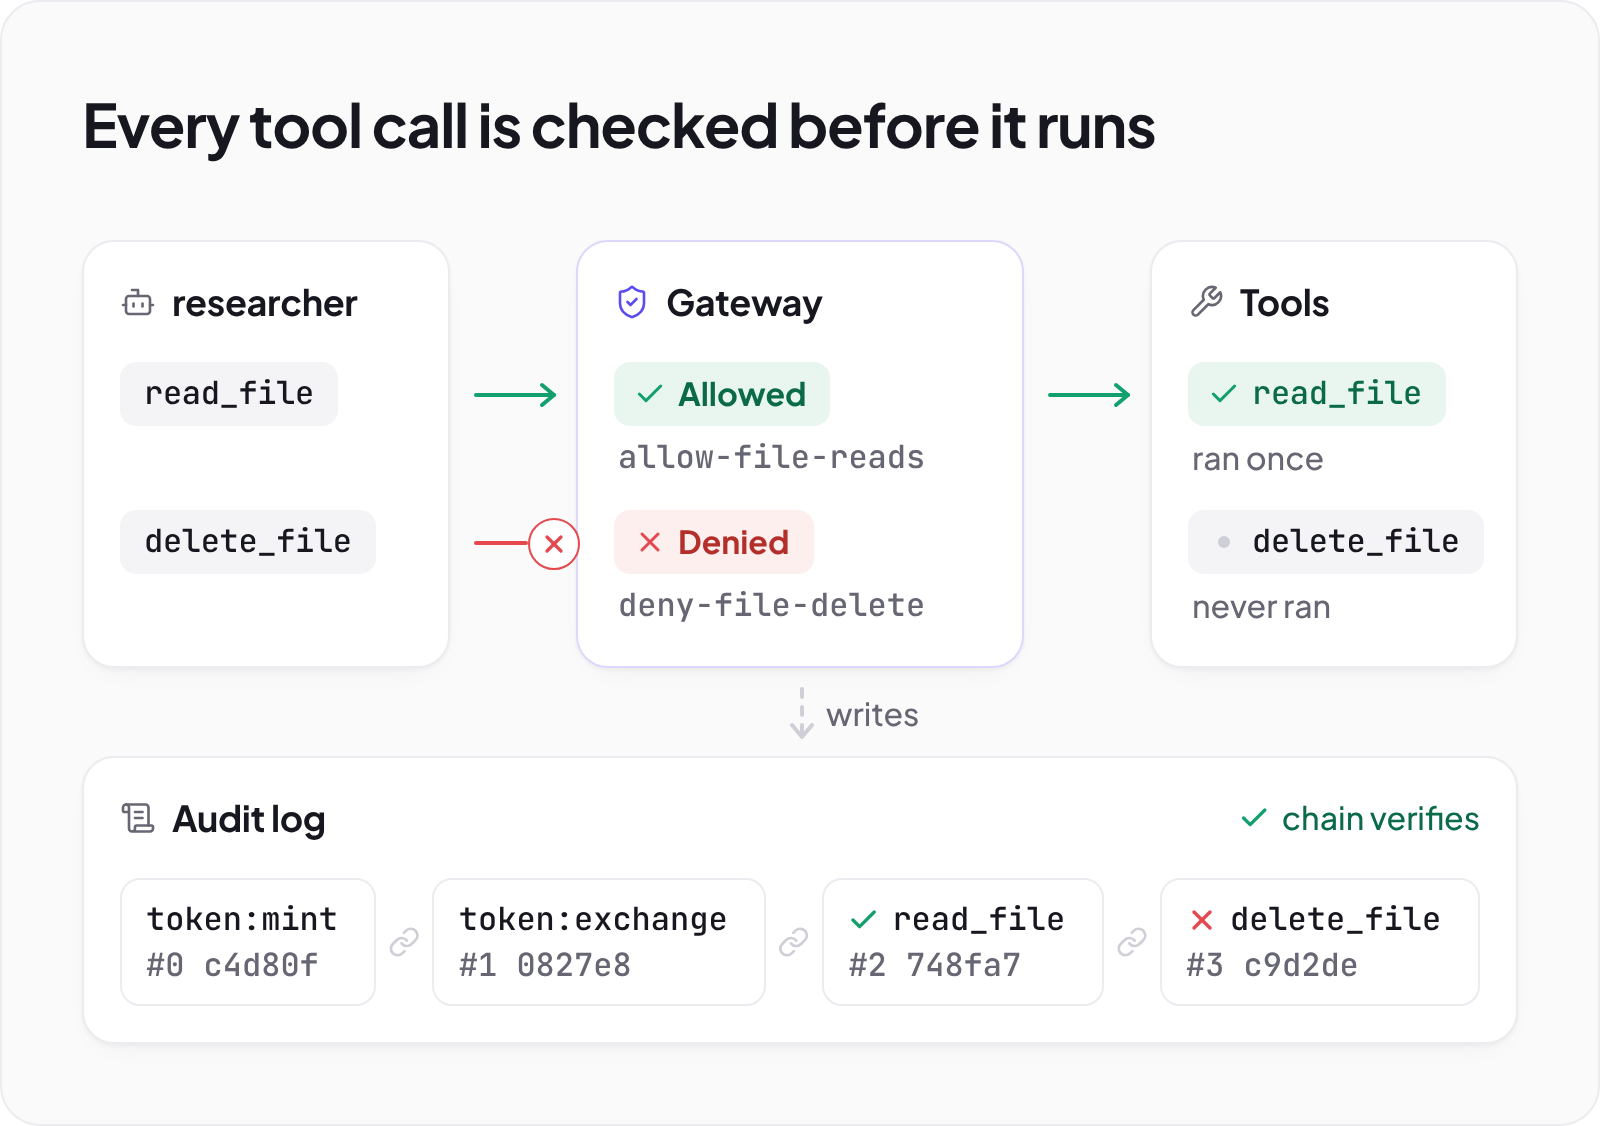 Every tool call is checked before it runs
researcher
read_file
delete_file
Gateway
Allowed
allow-file-reads
Denied
deny-file-delete
Tools
read_file
ran once
delete_file
never ran
writes
Audit log
chain verifies
token:mint
#0 c4d80f
token:exchange
#1 0827e8
read_file
#2 748fa7
delete_file
#3 c9d2de